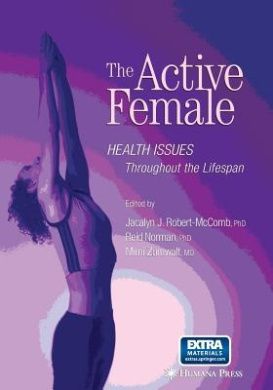 The Active
Female
HEALTH ISSUES
Throughout the Lifespan
Edited by
Jacalyn J. Robert-McComb, PhD
Reid Norman, PhD
Mimi Zumwalt, MD
EXTRA
MATERIALS
extras.springer.com
HUMANA PRESS